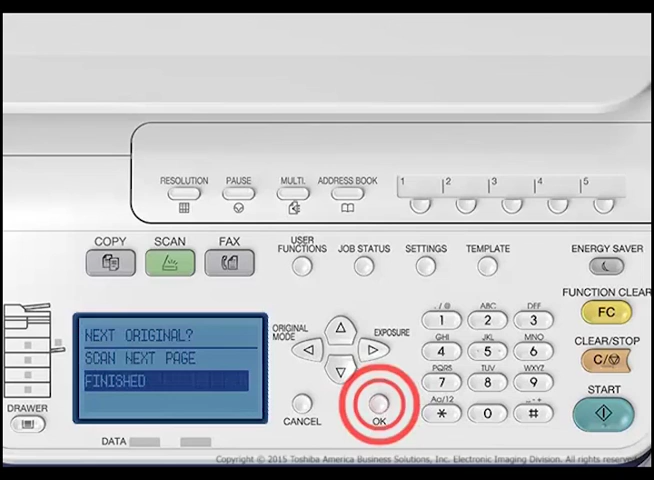 RESOLUTION PAUSE MULTI. ADDRESS BOOK
1 2 3 4 5
COPY SCAN FAX
USER FUNCTIONS JOB STATUS SETTINGS TEMPLATE
ENERGY SAVER
FUNCTION CLEAR
FC
CLEAR/STOP
C/
START
NEXT ORIGINAL?
SCAN NEXT PAGE
FINISHED
ORIGINAL MODE
EXPOSURE
CANCEL
OK
. / @ ABC DEF
1 2 3
GHI JKL MNO
4 5 6
PQRS TUV WXYZ
7 8 9
Aa/12 _ - +
* 0 #
DRAWER
DATA
Copyright © 2015 Toshiba America Business Solutions, Inc. Electronic Imaging Division. All rights reserved.